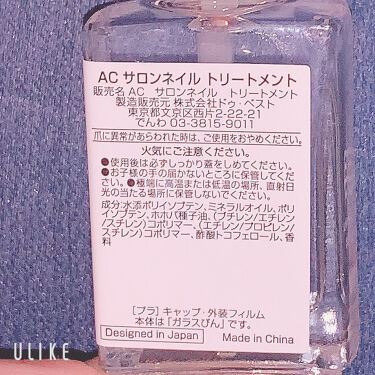 AC サロンネイル トリートメント
販売名 AC サロンネイル トリートメント
製造販売元 株式会社ドゥ・ベスト
東京都文京区西片2-22-21
でんわ 03-3815-9011
爪に異常があらわれた時は、ご使用をおやめください。
火気にご注意ください。
●使用後は必ずしっかり蓋をしめてください。
●お子様の手の届かないところに保管してく
ださい。●極端に高温または低温の場所、直射日
光の当たる場所に保管しないでください。
成分:水添ポリイソブテン、ミネラルオイル、ポリ
イソブテン、ホホバ種子油、(ブチレン/エチレン
/スチレン)コポリマー、(エチレン/プロピレン/
スチレン)コポリマー、酢酸トコフェロール、香
料
[プラ] キャップ・外装フィルム
本体は「ガラスびん」です。
Designed in Japan Made in China
ULIKE